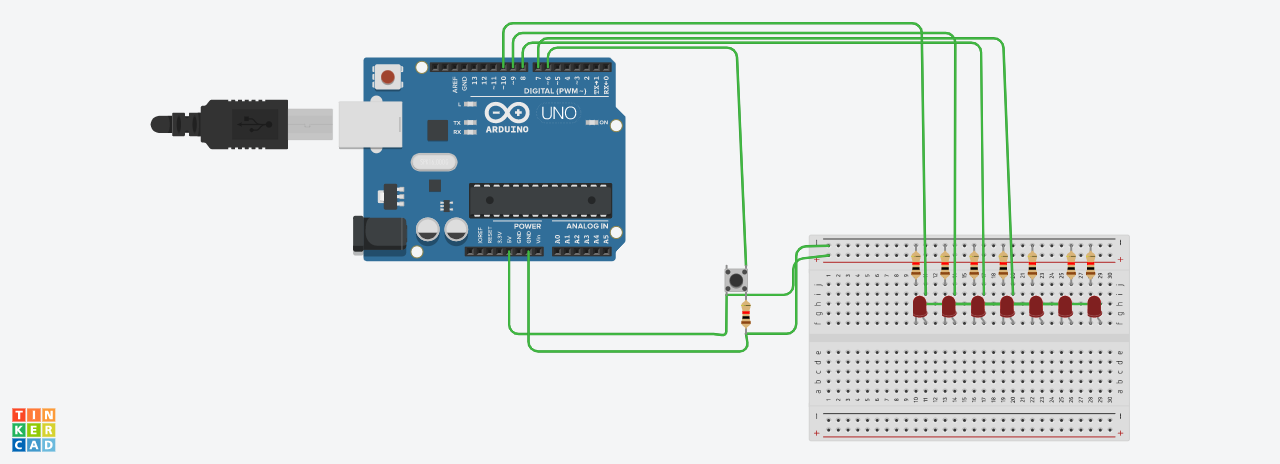 AREF
GND
13
12
~11
~10
~9
8
7
~6
~5
4
~3
2
TX→1
RX←0
DIGITAL (PWM~)
L
TX
RX
ARDUINO
UNO
ON
IOREF
RESET
3.3V
5V
GND
GND
Vin
POWER
ANALOG IN
A0
A1
A2
A3
A4
A5
TIN
KER
CAD